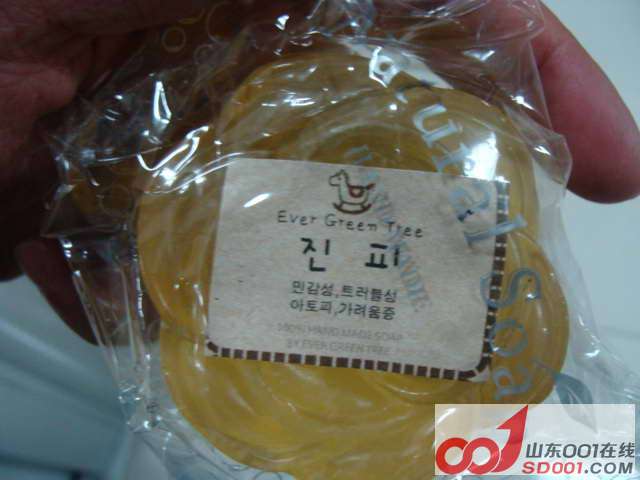 Ever Green Tree
진 피
민감성,트러블성
아토피,가려움증
100% HAND MADE SOAP
BY EVER GREEN TREE
Natural Soap
山东001在线
SD001.COM